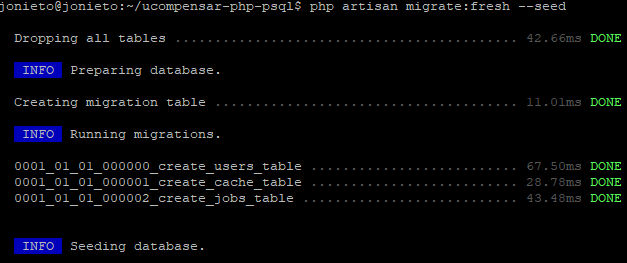 jonieto@jonieto:~/ucompensar-php-psql$ php artisan migrate:fresh --seed
Dropping all tables ........................................... 42.66ms DONE
INFO Preparing database.
Creating migration table ...................................... 11.01ms DONE
INFO Running migrations.
0001_01_01_000000_create_users_table .......................... 67.50ms DONE
0001_01_01_000001_create_cache_table .......................... 28.78ms DONE
0001_01_01_000002_create_jobs_table ........................... 43.48ms DONE
INFO Seeding database.